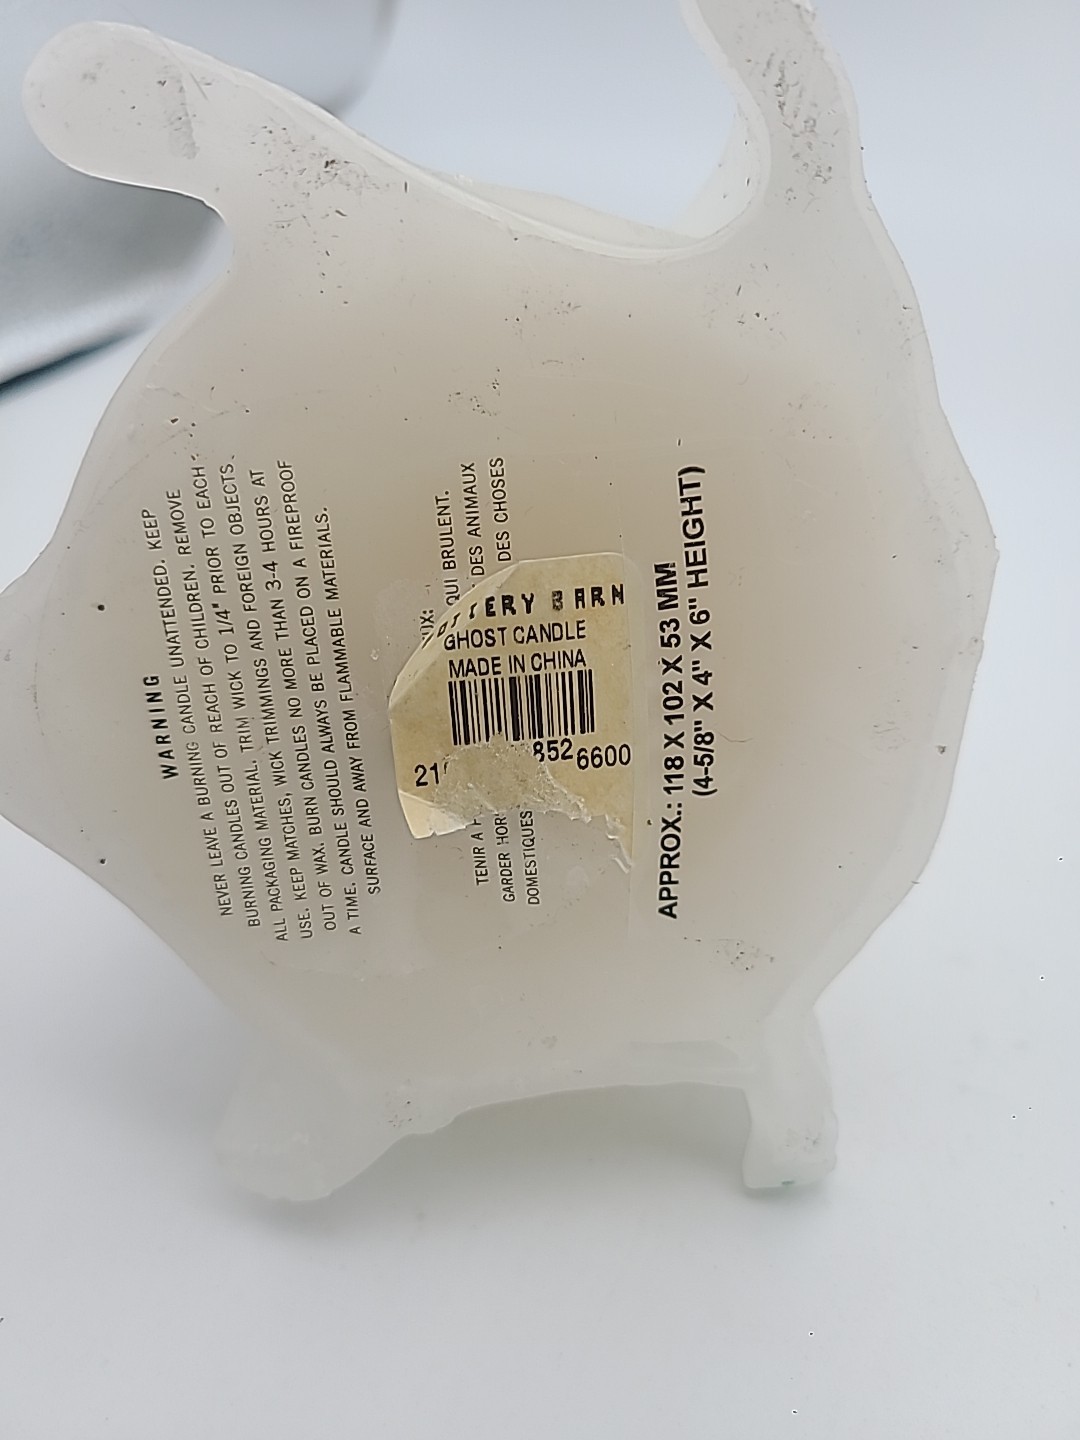 WARNING
NEVER LEAVE A BURNING CANDLE UNATTENDED. KEEP
BURNING CANDLES OUT OF REACH OF CHILDREN. REMOVE
ALL PACKAGING MATERIAL. TRIM WICK TO 1/4" PRIOR TO EACH
USE. KEEP MATCHES, WICK TRIMMINGS AND FOREIGN OBJECTS
OUT OF WAX. BURN CANDLES NO MORE THAN 3-4 HOURS AT
A TIME. CANDLE SHOULD ALWAYS BE PLACED ON A FIREPROOF
SURFACE AND AWAY FROM FLAMMABLE MATERIALS.
QUI BRULENT.
TENIR A DES ANIMAUX
GARDER DES CHOSES
DOMESTIQUES
GHOST CANDLE
MADE IN CHINA
852 6600
APPROX.: 118 X 102 X 53 MM
(4-5/8" X 4" X 6" HEIGHT)